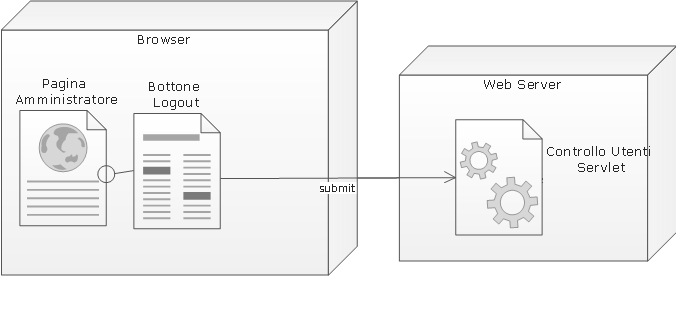 Browser
Pagina
Amministratore
Bottone
Logout
submit
Web Server
Controllo Utenti
Servlet